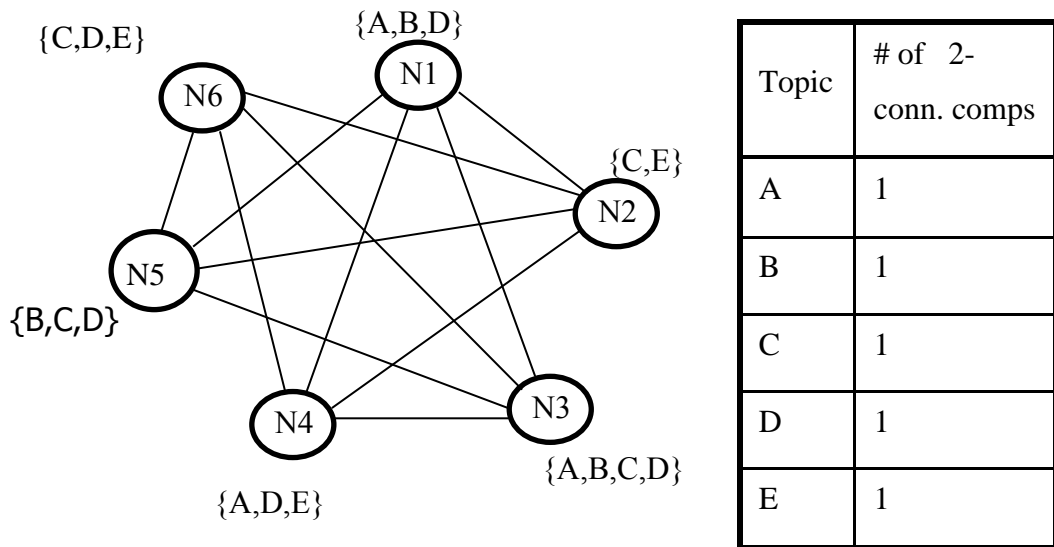 {A,B,D}
{C,D,E}
N1
N6
{C,E}
N2
N5
{B,C,D}
N3
N4
{A,B,C,D}
{A,D,E}
Topic
# of 2-
conn. comps
A 1
B 1
C 1
D 1
E 1